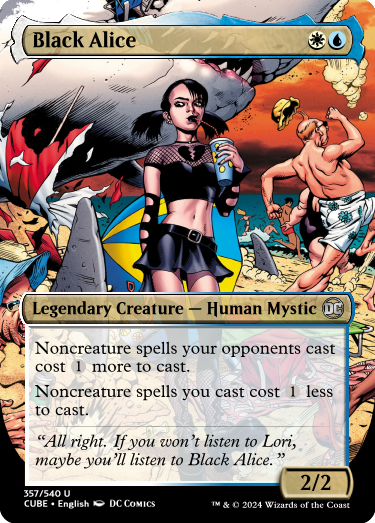 Black Alice
Legendary Creature — Human Mystic
DC
Noncreature spells your opponents cast
cost 1 more to cast.
Noncreature spells you cast cost 1 less
to cast.
“All right. If you won’t listen to Lori,
maybe you’ll listen to Black Alice.”
2/2
357/540 U
CUBE • English DC COMICS
™ & © 2024 Wizards of the Coast